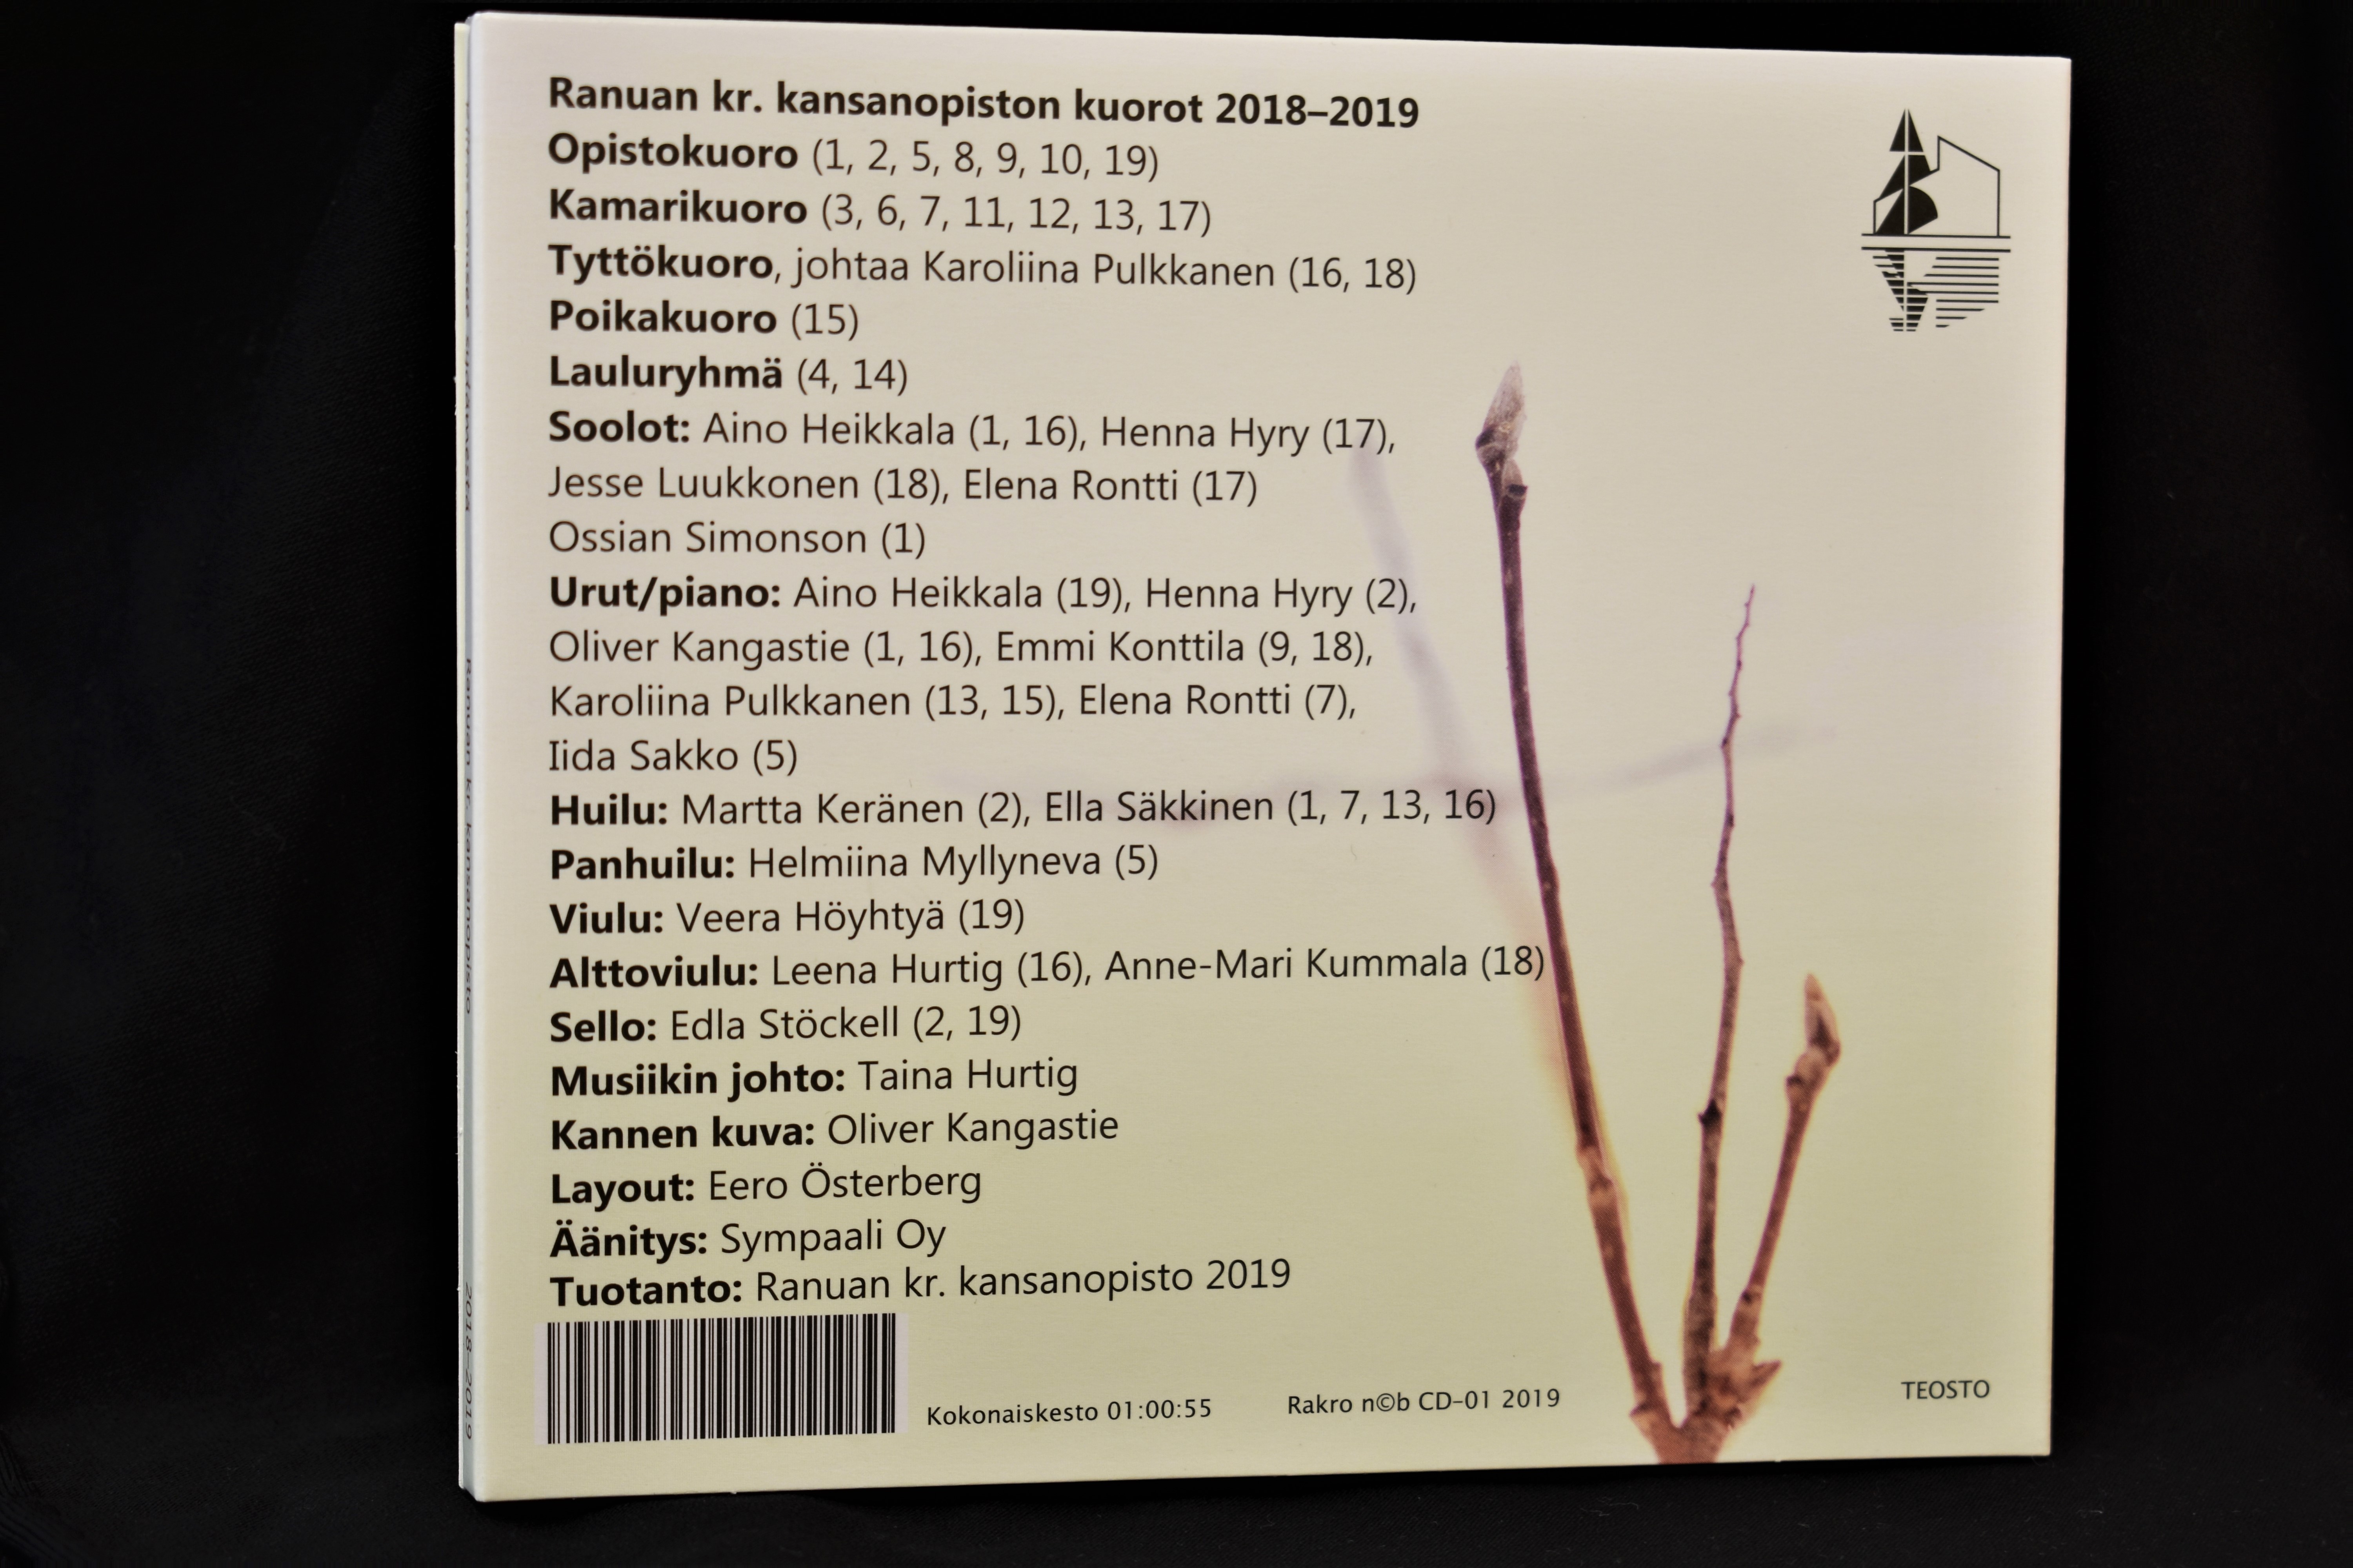 Ranuan kr. kansanopiston kuorot 2018–2019
Opistokuoro (1, 2, 5, 8, 9, 10, 19)
Kamarikuoro (3, 6, 7, 11, 12, 13, 17)
Tyttökuoro, johtaa Karoliina Pulkkanen (16, 18)
Poikakuoro (15)
Lauluryhmä (4, 14)
Soolot: Aino Heikkala (1, 16), Henna Hyry (17),
Jesse Luukkonen (18), Elena Rontti (17)
Ossian Simonson (1)
Urut/piano: Aino Heikkala (19), Henna Hyry (2),
Oliver Kangastie (1, 16), Emmi Konttila (9, 18),
Karoliina Pulkkanen (13, 15), Elena Rontti (7),
Iida Sakko (5)
Huilu: Martta Keränen (2), Ella Säkkinen (1, 7, 13, 16)
Panhuilu: Helmiina Myllyneva (5)
Viulu: Veera Höyhtyä (19)
Alttoviulu: Leena Hurtig (16), Anne-Mari Kummala (18)
Sello: Edla Stöckell (2, 19)
Musiikin johto: Taina Hurtig
Kannen kuva: Oliver Kangastie
Layout: Eero Österberg
Äänitys: Sympaali Oy
Tuotanto: Ranuan kr. kansanopisto 2019
Kokonaiskesto 01:00:55
Rakro n©b CD-01 2019
TEOSTO
Ranuan kr. kansanopisto
2018–2019